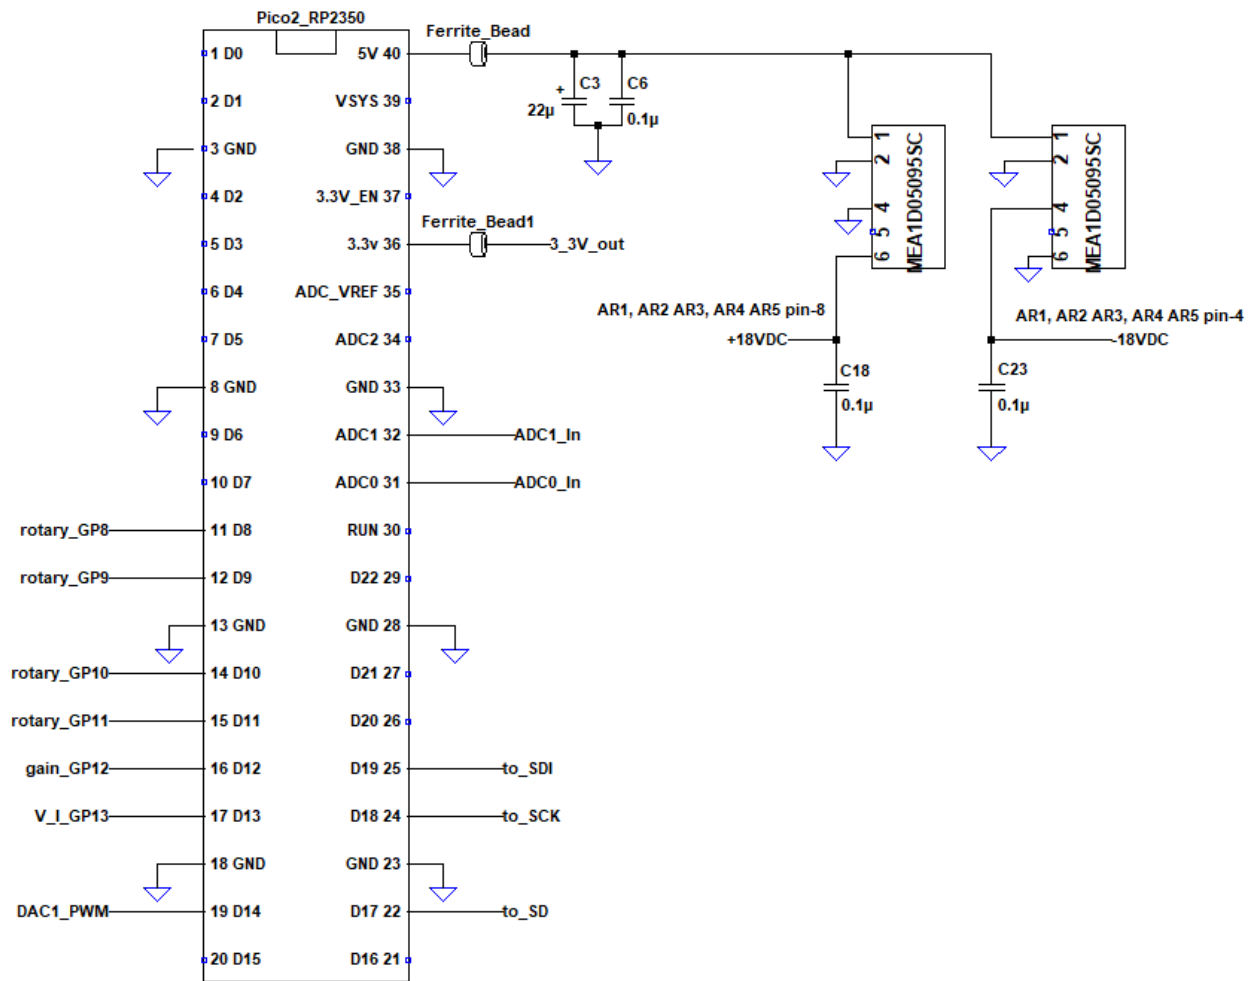 Pico2_RP2350
Ferrite_Bead
1 D0
5V 40
+
C3
C6
22µ
0.1µ
2 D1
VSYS 39
3 GND
GND 38
4 D2
3.3V_EN 37
Ferrite_Bead1
5 D3
3.3v 36
3_3V_out
1
2
4
5
6
MEA1D05095SC
1
2
4
5
6
MEA1D05095SC
6 D4
ADC_VREF 35
AR1, AR2 AR3, AR4 AR5 pin-8
AR1, AR2 AR3, AR4 AR5 pin-4
7 D5
ADC2 34
+18VDC
-18VDC
8 GND
GND 33
C18
0.1µ
C23
0.1µ
9 D6
ADC1 32
ADC1_In
10 D7
ADC0 31
ADC0_In
rotary_GP8
11 D8
RUN 30
rotary_GP9
12 D9
D22 29
13 GND
GND 28
rotary_GP10
14 D10
D21 27
rotary_GP11
15 D11
D20 26
gain_GP12
16 D12
D19 25
to_SDI
V_I_GP13
17 D13
D18 24
to_SCK
18 GND
GND 23
DAC1_PWM
19 D14
D17 22
to_SD
20 D15
D16 21